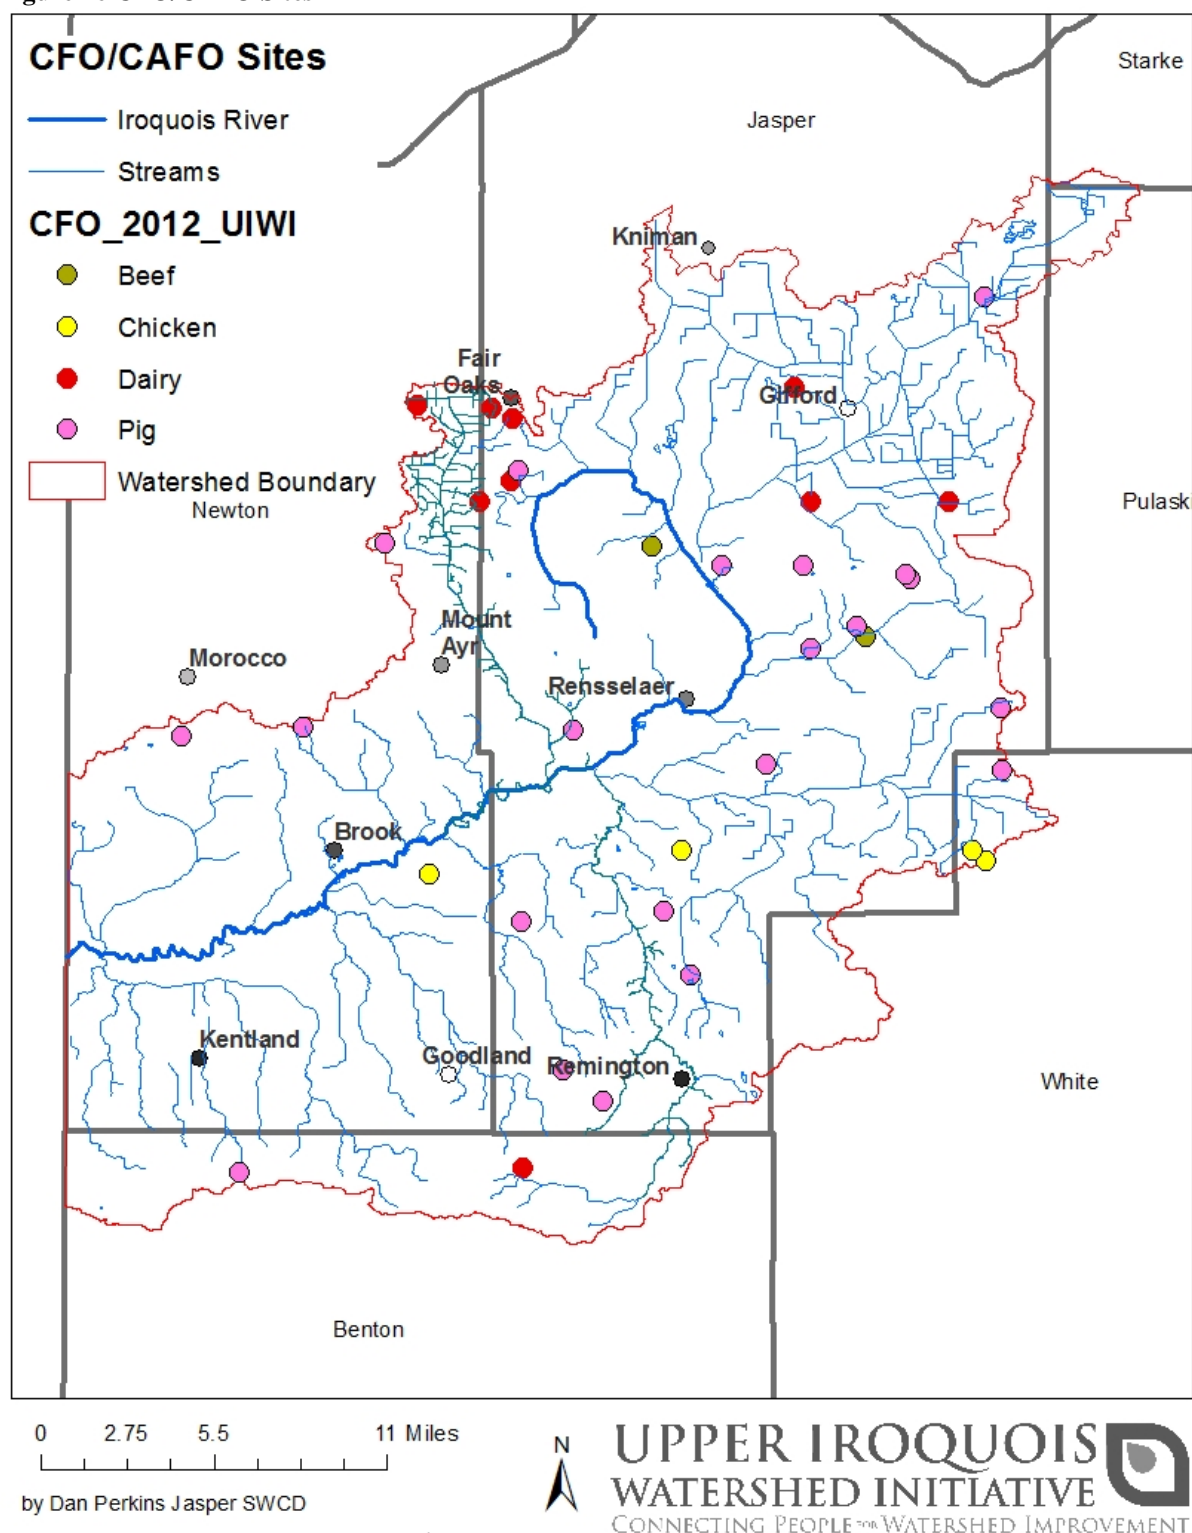 CFO/CAFO Sites
Iroquois River
Streams
CFO_2012_UIWI
Beef
Chicken
Dairy
Pig
Watershed Boundary
Newton
Starke
Jasper
Kniman
Fair
Oaks
Gifford
Pulaski
Mount
Ayr
Morocco
Rensselaer
Brook
Kentland
Goodland
Remington
White
Benton
0 2.75 5.5 11 Miles
by Dan Perkins Jasper SWCD
N
UPPER IROQUOIS
WATERSHED INITIATIVE
CONNECTING PEOPLE FOR WATERSHED IMPROVEMENT